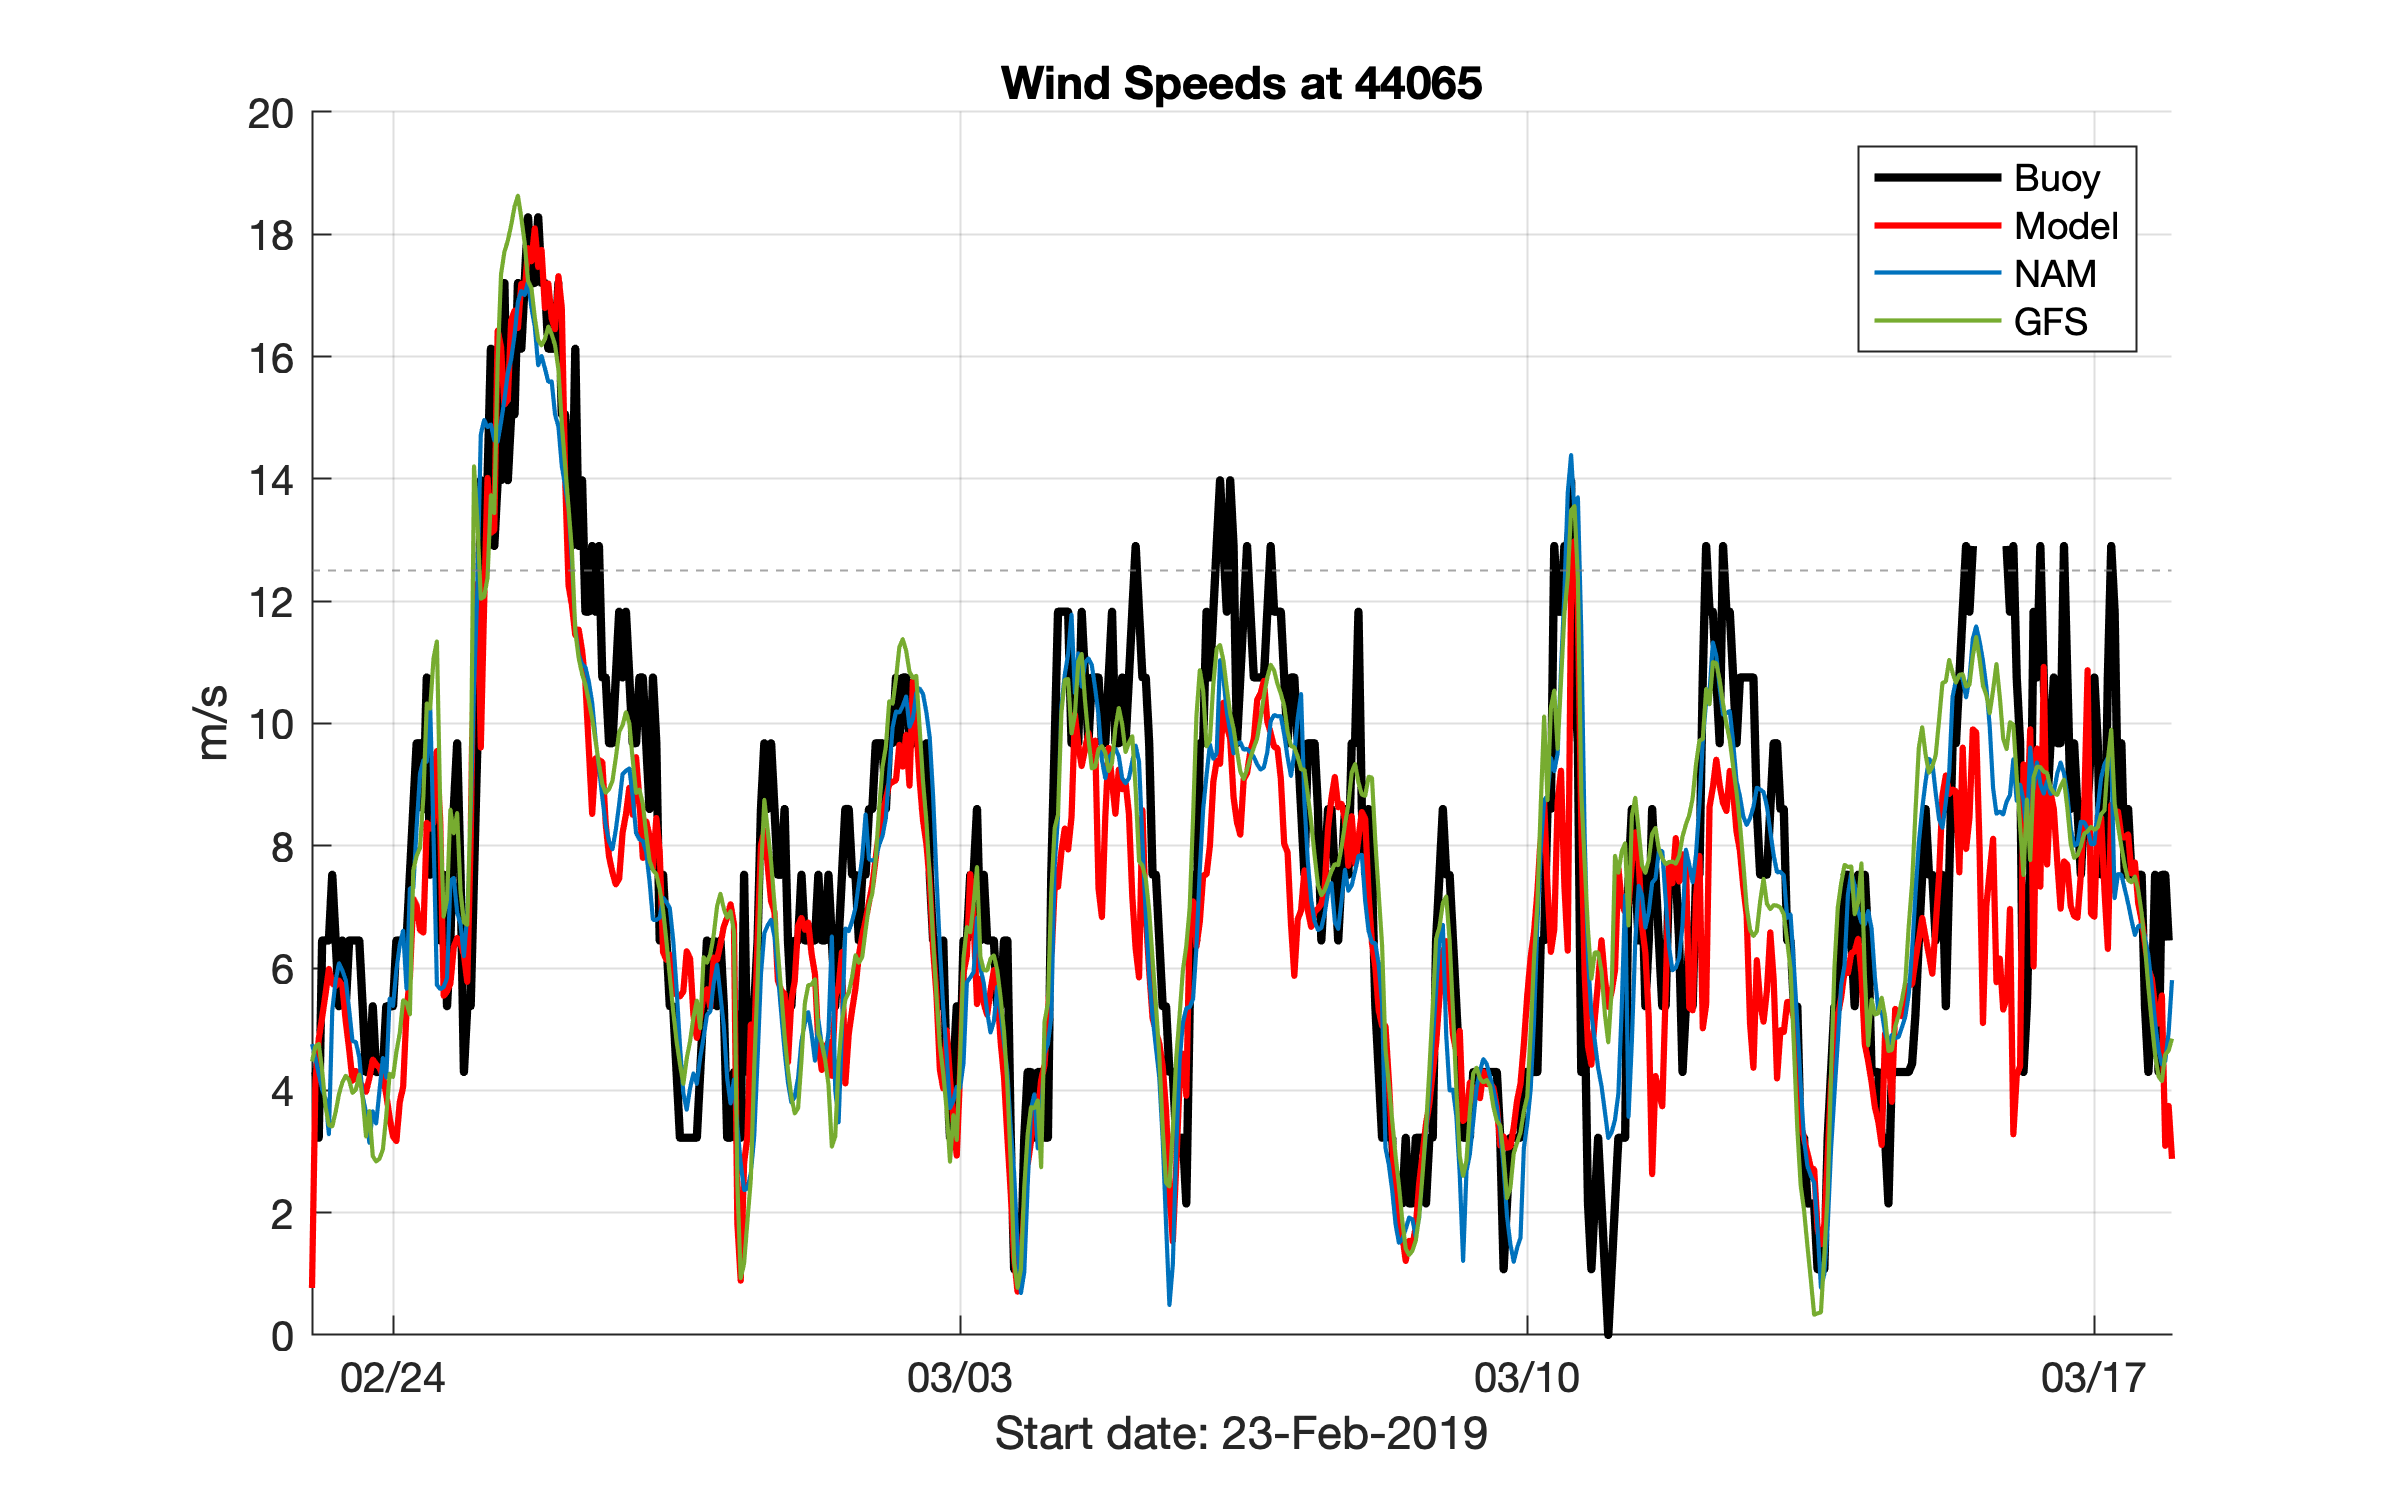 Wind Speeds at 44065
20
18
16
14
12
10
8
6
4
2
0
m/s
Buoy
Model
NAM
GFS
02/24
03/03
03/10
03/17
Start date: 23-Feb-2019